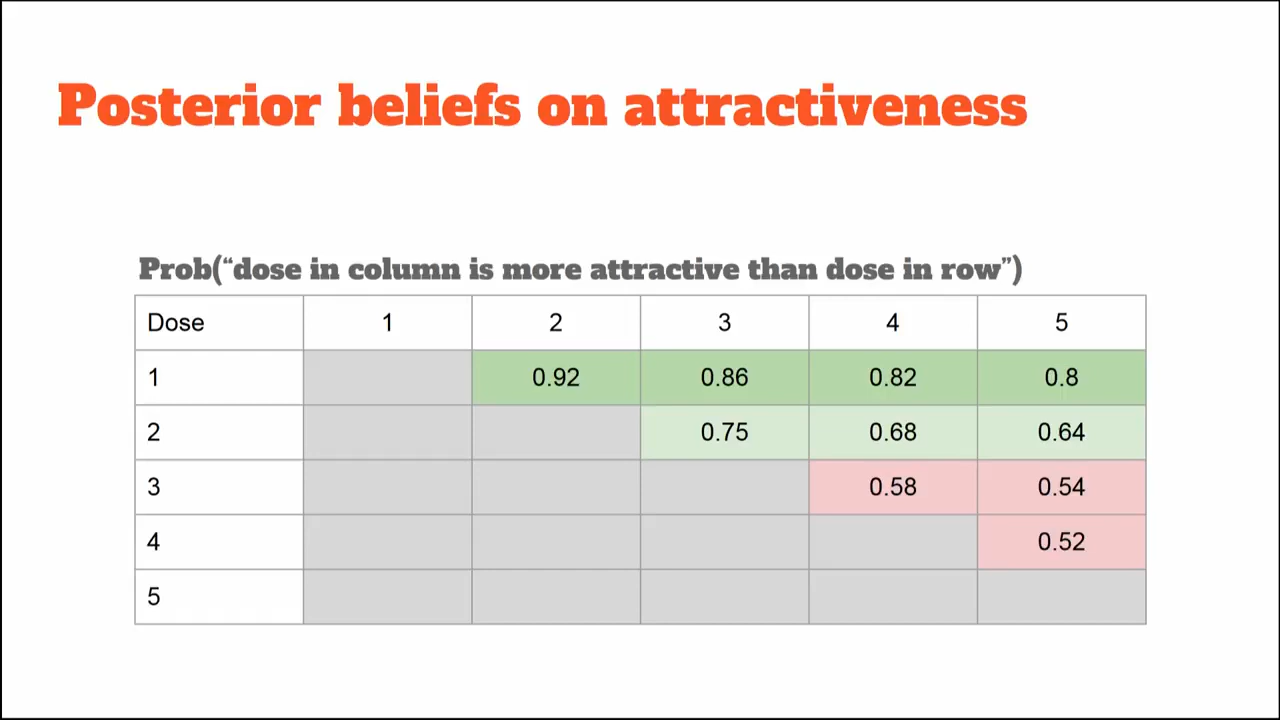 Posterior beliefs on attractiveness
Prob(“dose in column is more attractive than dose in row”)
Dose 1 2 3 4 5
1 0.92 0.86 0.82 0.8
2 0.75 0.68 0.64
3 0.58 0.54
4 0.52
5